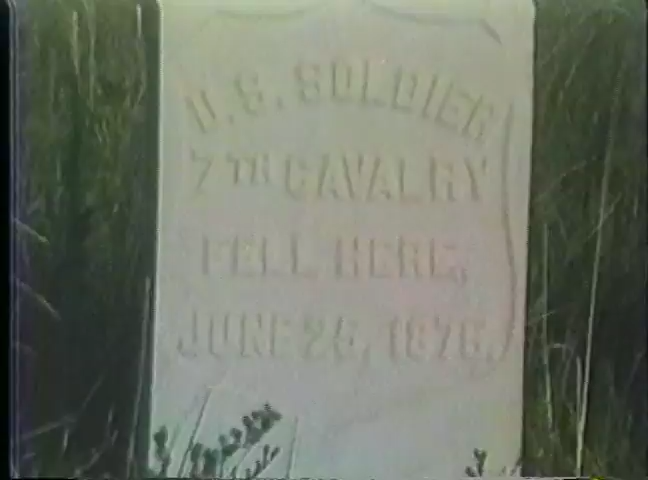 U. S. SOLDIER
7TH CAVALRY
FELL HERE,
JUNE 25, 1876.